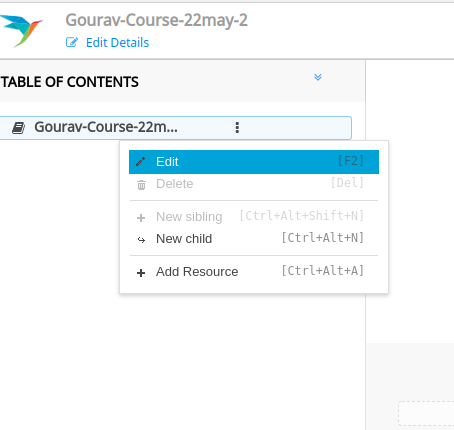 Gourav-Course-22may-2
Edit Details
TABLE OF CONTENTS
Gourav-Course-22m...
Edit [F2]
Delete [Del]
New sibling [Ctrl+Alt+Shift+N]
New child [Ctrl+Alt+N]
Add Resource [Ctrl+Alt+A]